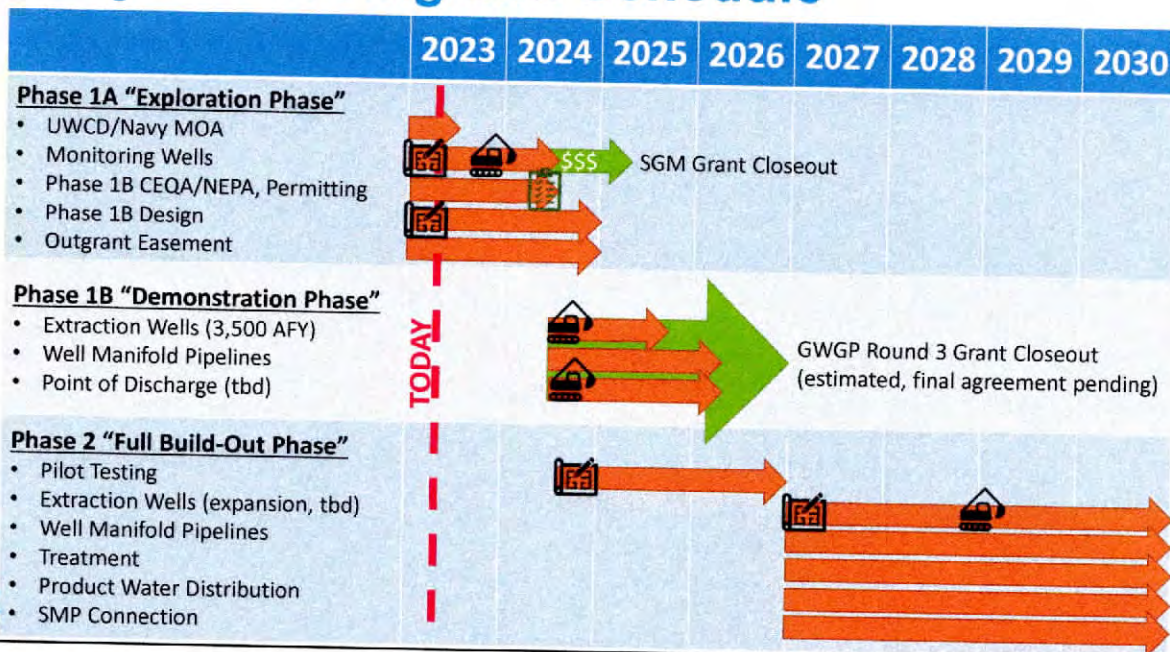 2023 2024 2025 2026 2027 2028 2029 2030
Phase 1A "Exploration Phase"
• UWCD/Navy MOA
• Monitoring Wells
• Phase 1B CEQA/NEPA, Permitting
• Phase 1B Design
• Outgrant Easement
$$$
SGM Grant Closeout
TODAY
Phase 1B "Demonstration Phase"
• Extraction Wells (3,500 AFY)
• Well Manifold Pipelines
• Point of Discharge (tbd)
GWGP Round 3 Grant Closeout
(estimated, final agreement pending)
Phase 2 "Full Build-Out Phase"
• Pilot Testing
• Extraction Wells (expansion, tbd)
• Well Manifold Pipelines
• Treatment
• Product Water Distribution
• SMP Connection